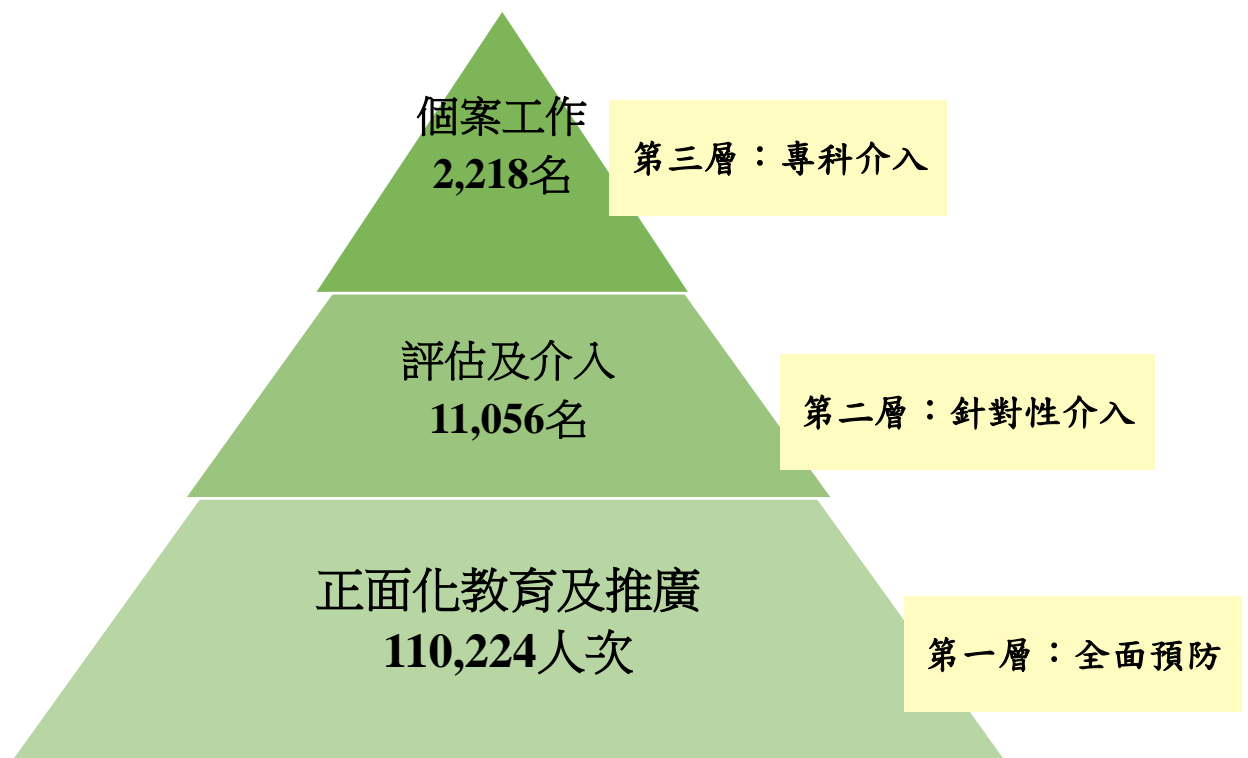 個案工作
2,218名
第三層：專科介入
評估及介入
11,056名
第二層：針對性介入
正面化教育及推廣
110,224人次
第一層：全面預防